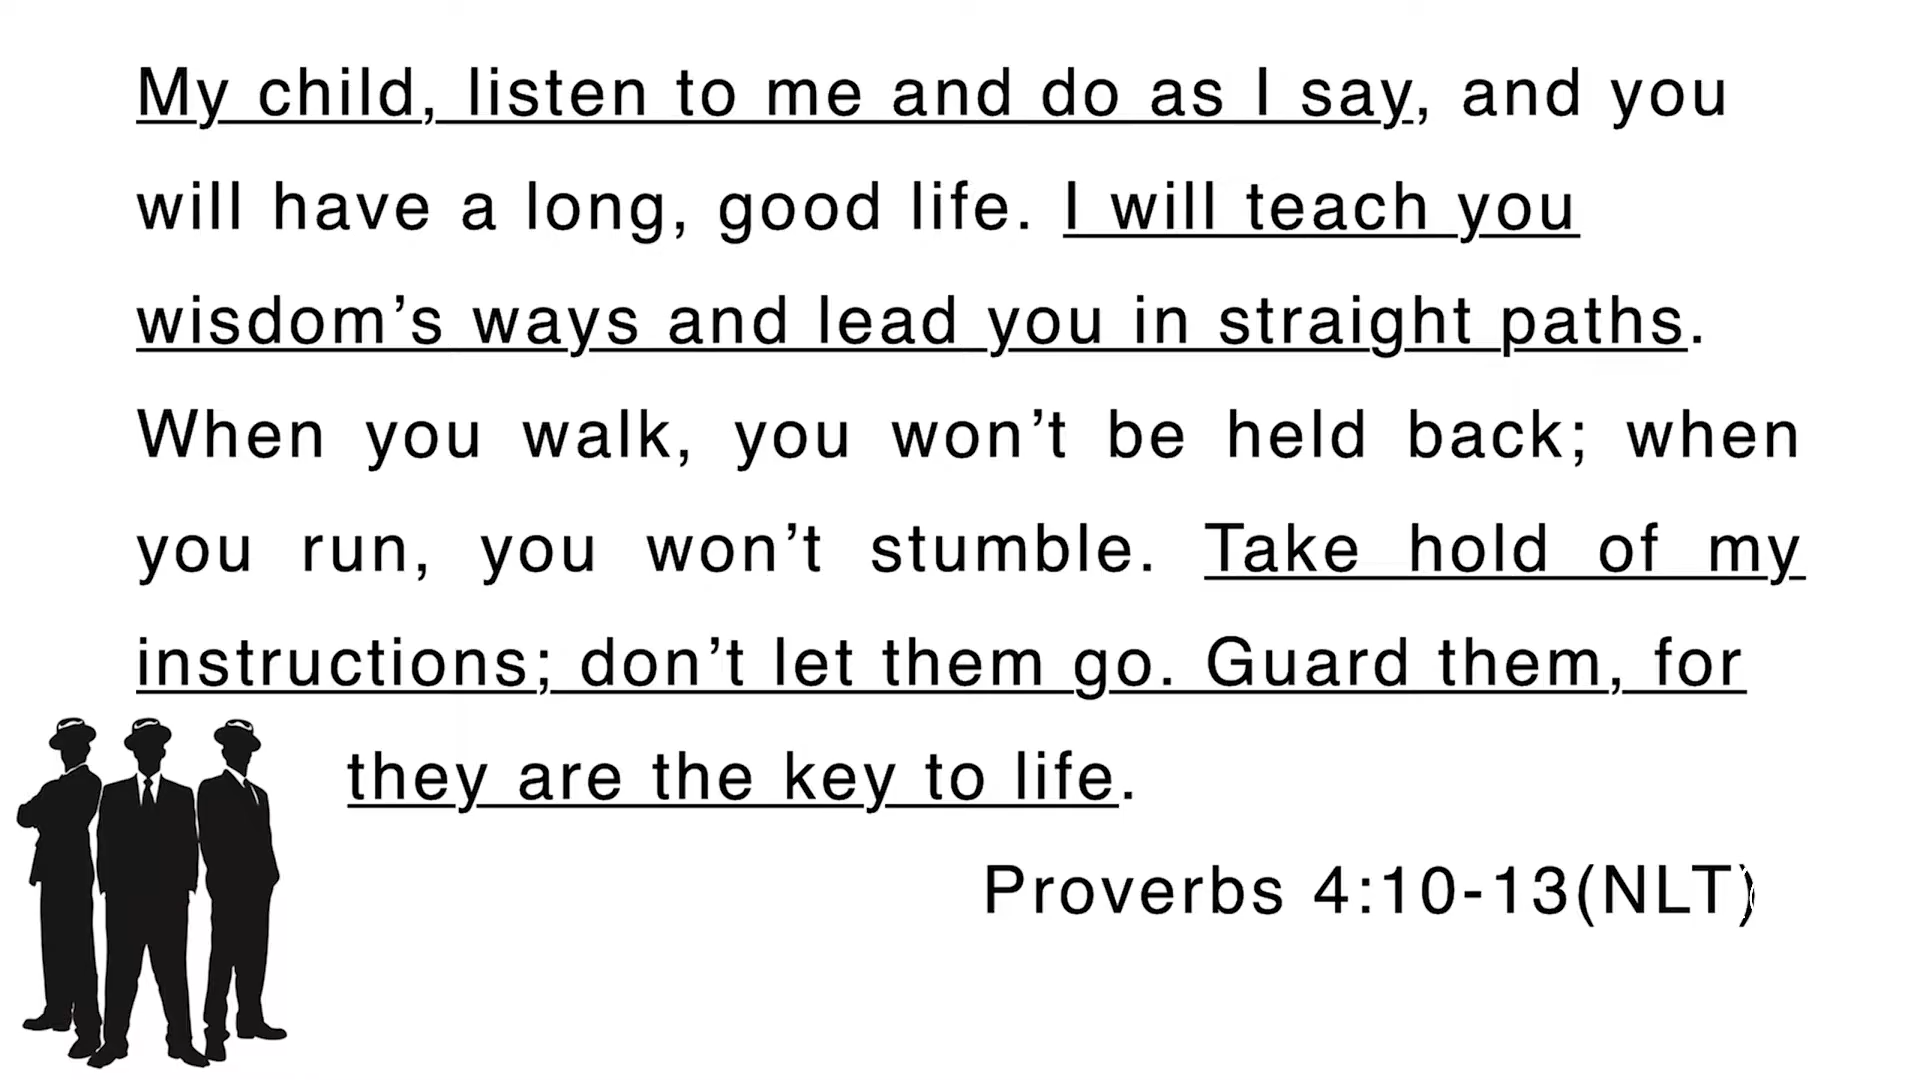 My child, listen to me and do as I say, and you
will have a long, good life. I will teach you
wisdom’s ways and lead you in straight paths.
When you walk, you won’t be held back; when
you run, you won’t stumble. Take hold of my
instructions; don’t let them go. Guard them, for
they are the key to life.
Proverbs 4:10-13(NLT)